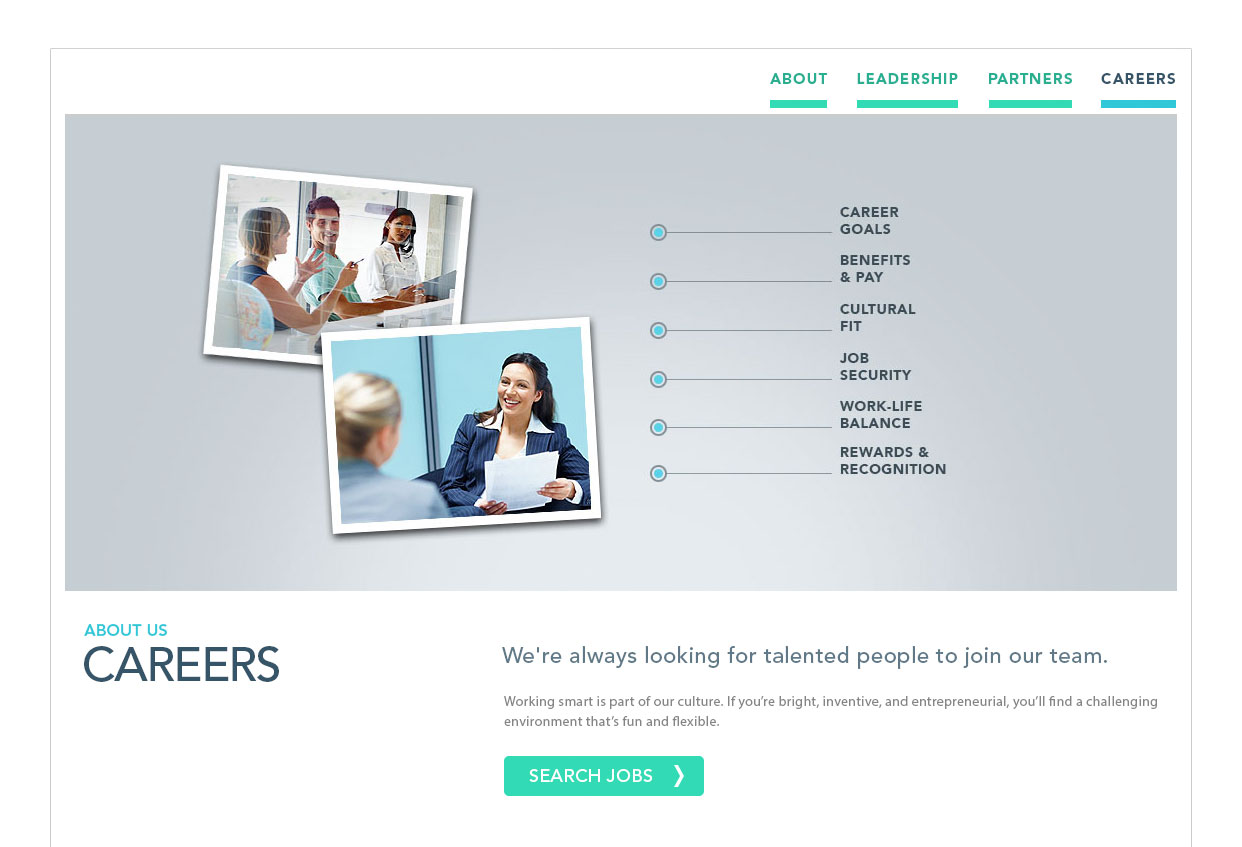 ABOUT LEADERSHIP PARTNERS CAREERS
CAREER
GOALS
BENEFITS
& PAY
CULTURAL
FIT
JOB
SECURITY
WORK-LIFE
BALANCE
REWARDS &
RECOGNITION
ABOUT US
CAREERS
We're always looking for talented people to join our team.
Working smart is part of our culture. If you’re bright, inventive, and entrepreneurial, you’ll find a challenging
environment that’s fun and flexible.
SEARCH JOBS ❯